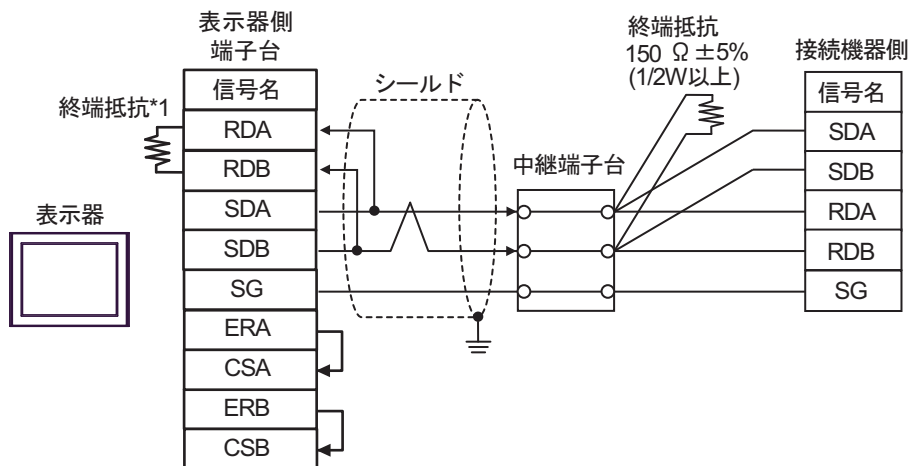 表示器側
端子台
信号名
終端抵抗*1
RDA
RDB
SDA
SDB
SG
ERA
CSA
ERB
CSB
表示器
シールド
中継端子台
終端抵抗
150 Ω ±5%
(1/2W以上)
接続機器側
信号名
SDA
SDB
RDA
RDB
SG